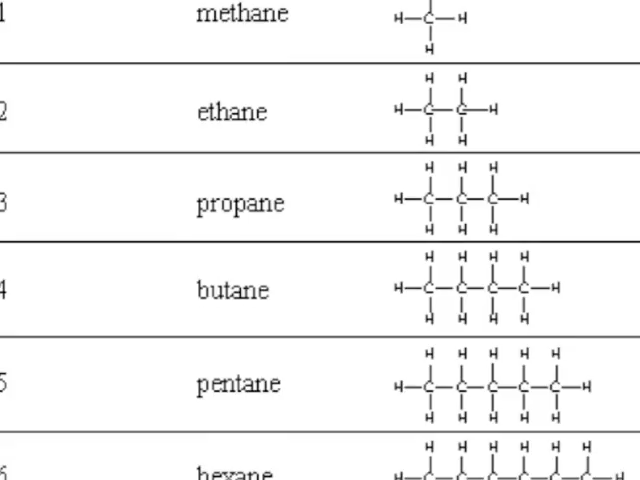 1 methane H-C-H
H
H H
2 ethane H-C-C-H
H H
H H H
3 propane H-C-C-C-H
H H H
H H H H
4 butane H-C-C-C-C-H
H H H H
H H H H H
5 pentane H-C-C-C-C-C-H
H H H H H
H H H H H H
6 hexane H-C-C-C-C-C-C-H